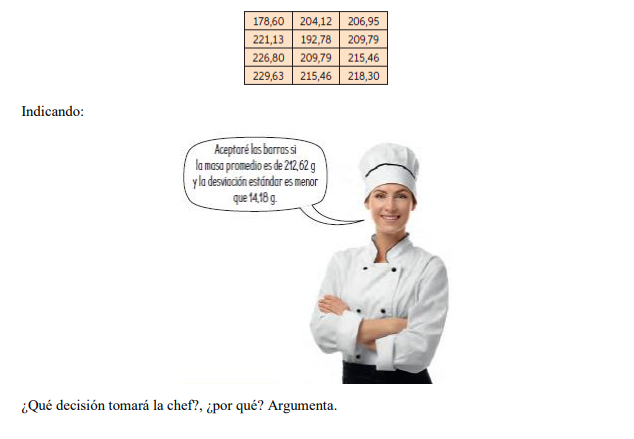 178,60 204,12 206,95
221,13 192,78 209,79
226,80 209,79 215,46
229,63 215,46 218,30
Indicando:
Aceptaré las barras si
la masa promedio es de 212,62 g
y la desviación estándar es menor
que 14,18 g.
¿Qué decisión tomará la chef?, ¿por qué? Argumenta.